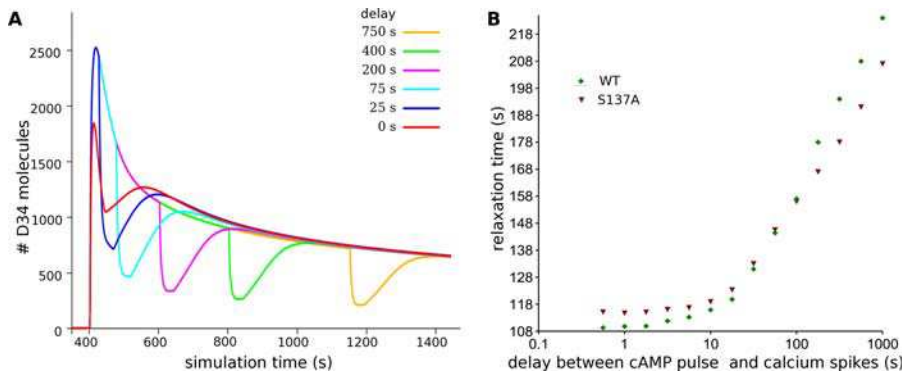 A
# D34 molecules
2500
2000
1500
1000
500
0
400
600
800
1000
1200
1400
simulation time (s)
delay
750 s
400 s
200 s
75 s
25 s
0 s
B
relaxation time (s)
218
208
198
188
178
168
158
148
138
128
118
108
0.1
1
10
100
1000
delay between cAMP pulse and calcium spikes (s)
WT
S137A